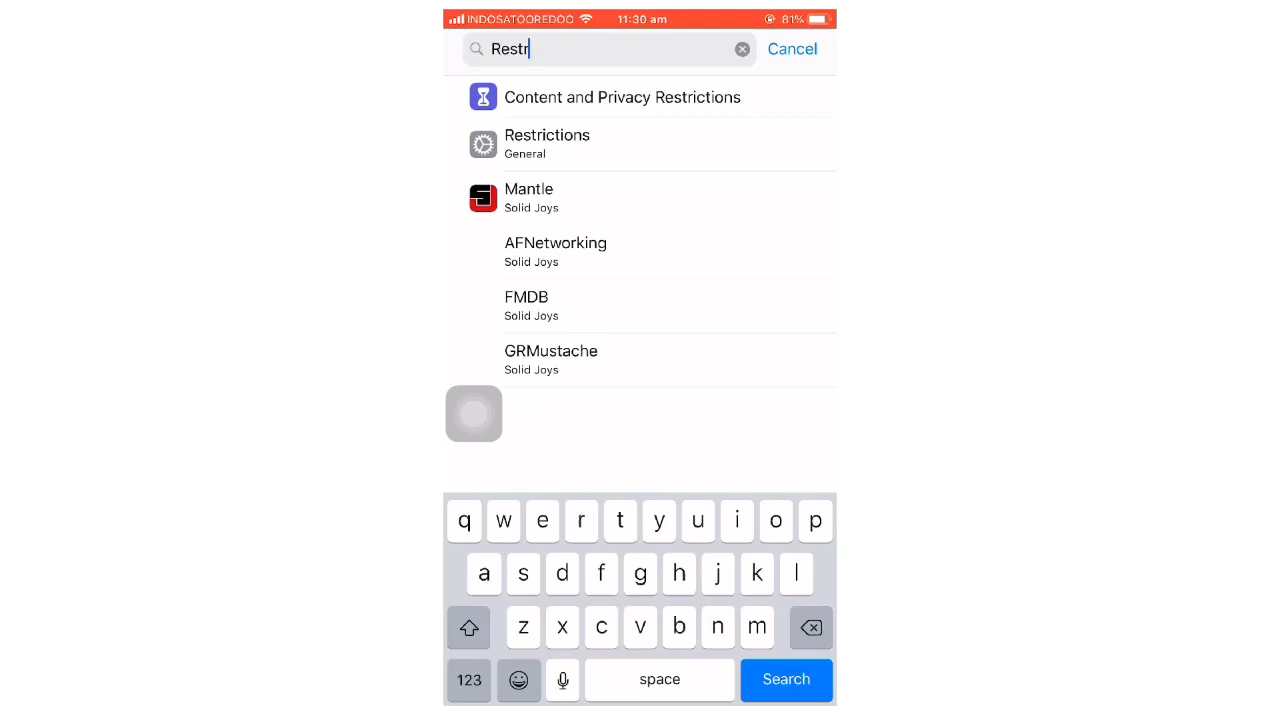 INDOSATOOREDOO 11:30 am 81%
Restr Cancel
Content and Privacy Restrictions
Restrictions
General
Mantle
Solid Joys
AFNetworking
Solid Joys
FMDB
Solid Joys
GRMustache
Solid Joys
q w e r t y u i o p
a s d f g h j k l
z x c v b n m
123 space Search